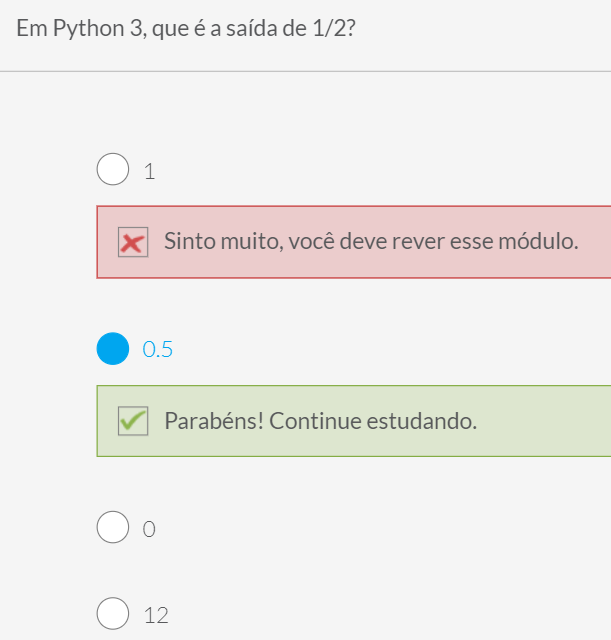 Em Python 3, que é a saída de 1/2?
1
Sinto muito, você deve rever esse módulo.
0.5
Parabéns! Continue estudando.
0
12